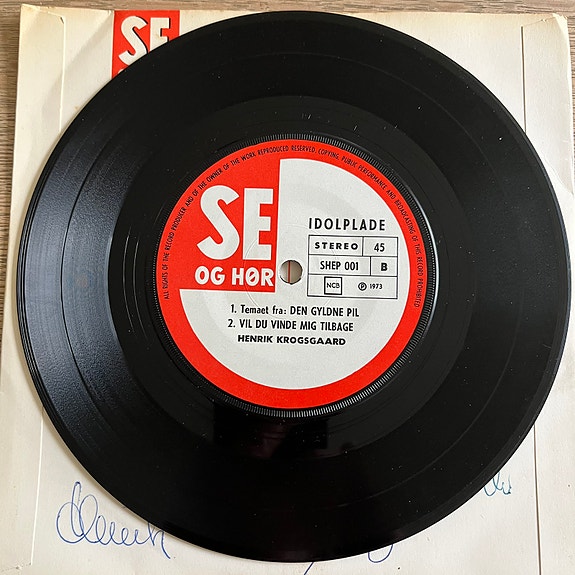 SE
ALL RIGHTS OF THE RECORD PRODUCER AND OF THE OWNER OF THE WORK REPRODUCED RESERVED, COPYING, PUBLIC PERFORMANCE AND BROADCASTING OF THIS RECORD PROHIBITED
SE
OG HØR
IDOLPLADE
STEREO 45
SHEP 001 B
NCB ℗ 1973
1. Temaet fra: DEN GYLDNE PIL
2. VIL DU VINDE MIG TILBAGE
HENRIK KROGSGAARD